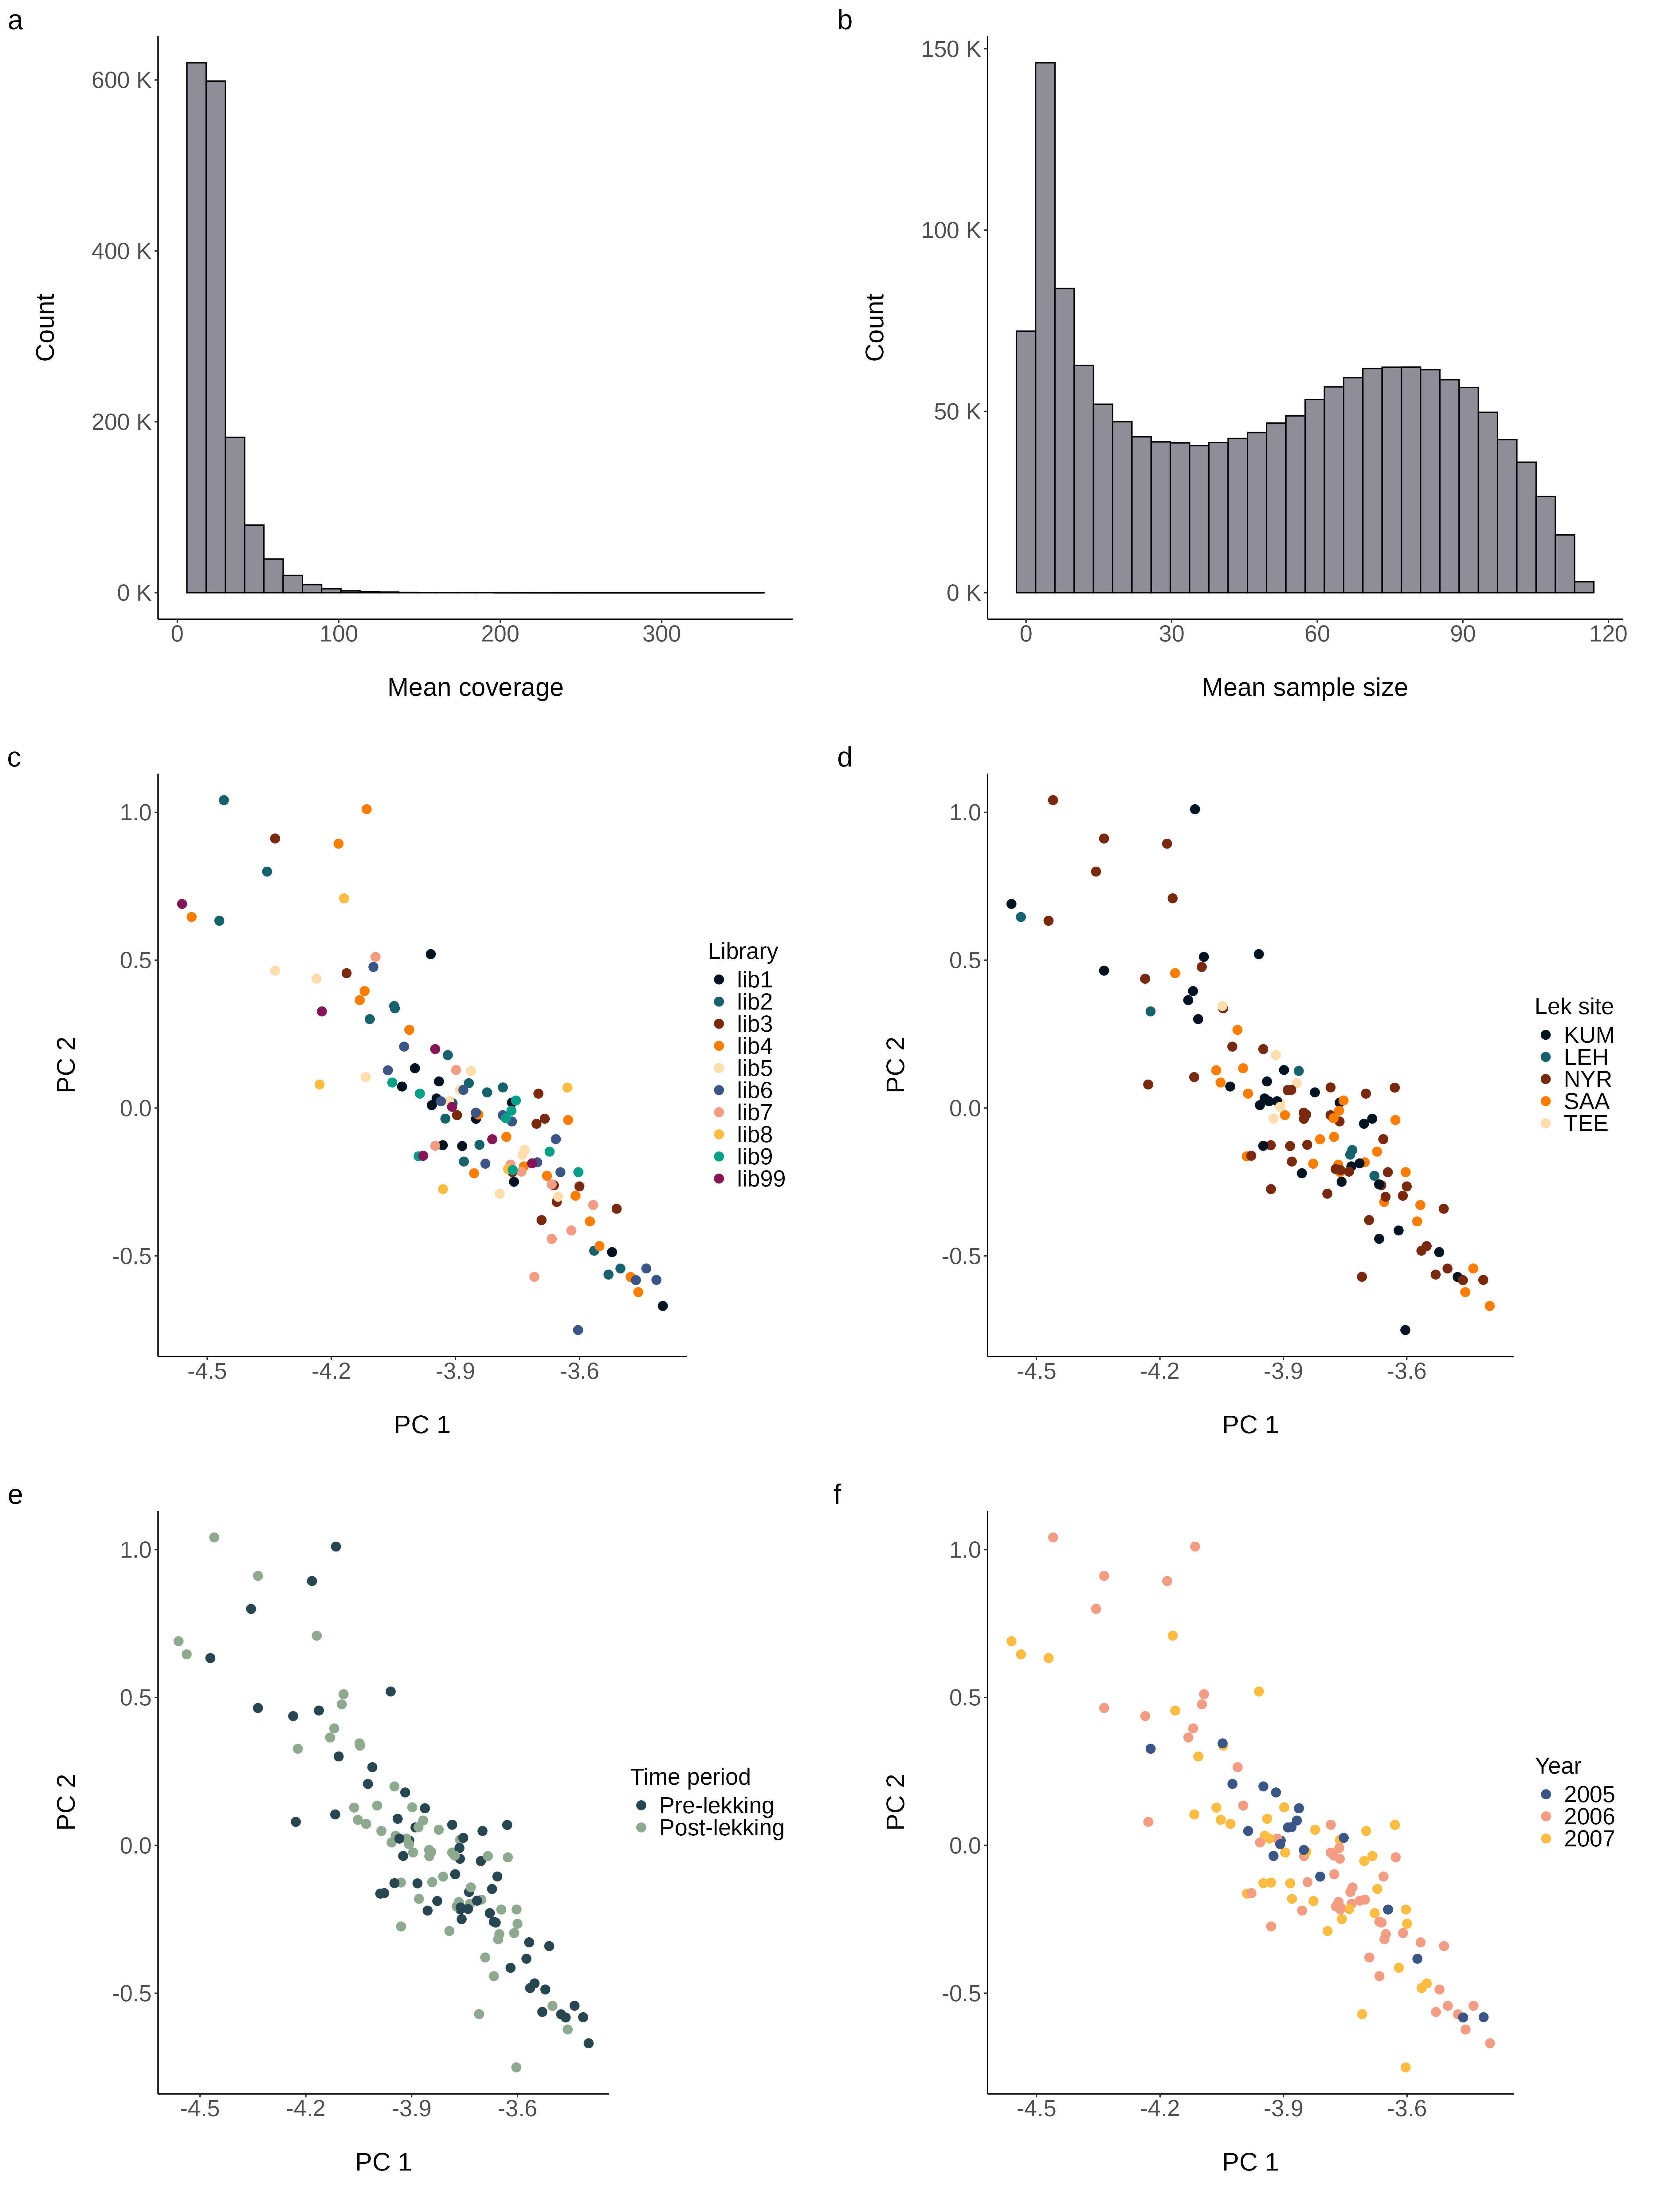 a
600 K
400 K
200 K
0 K
Count
0 100 200 300
Mean coverage
b
150 K
100 K
50 K
0 K
Count
0 30 60 90 120
Mean sample size
c
1.0
0.5
0.0
-0.5
PC 2
-4.5 -4.2 -3.9 -3.6
PC 1
Library
lib1
lib2
lib3
lib4
lib5
lib6
lib7
lib8
lib9
lib99
d
1.0
0.5
0.0
-0.5
PC 2
-4.5 -4.2 -3.9 -3.6
PC 1
Lek site
KUM
LEH
NYR
SAA
TEE
e
1.0
0.5
0.0
-0.5
PC 2
-4.5 -4.2 -3.9 -3.6
PC 1
Time period
Pre-lekking
Post-lekking
f
1.0
0.5
0.0
-0.5
PC 2
-4.5 -4.2 -3.9 -3.6
PC 1
Year
2005
2006
2007